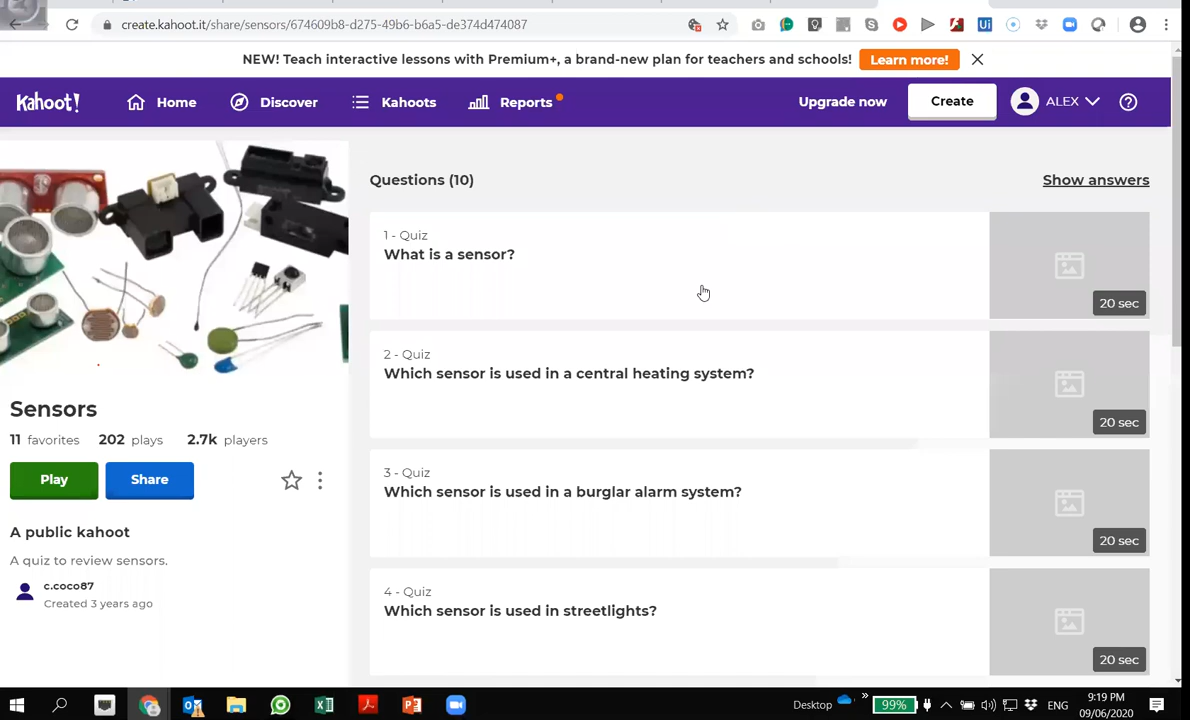 create.kahoot.it/share/sensors/674609b8-d275-49b6-b6a5-de374d474087
NEW! Teach interactive lessons with Premium+, a brand-new plan for teachers and schools! Learn more!
Kahoot! Home Discover Kahoots Reports Upgrade now Create ALEX
Questions (10) Show answers
1 - Quiz
What is a sensor?
20 sec
2 - Quiz
Which sensor is used in a central heating system?
20 sec
3 - Quiz
Which sensor is used in a burglar alarm system?
20 sec
4 - Quiz
Which sensor is used in streetlights?
20 sec
Sensors
11 favorites 202 plays 2.7k players
Play Share
A public kahoot
A quiz to review sensors.
c.coco87
Created 3 years ago
Desktop 99% ENG 9:19 PM
09/06/2020